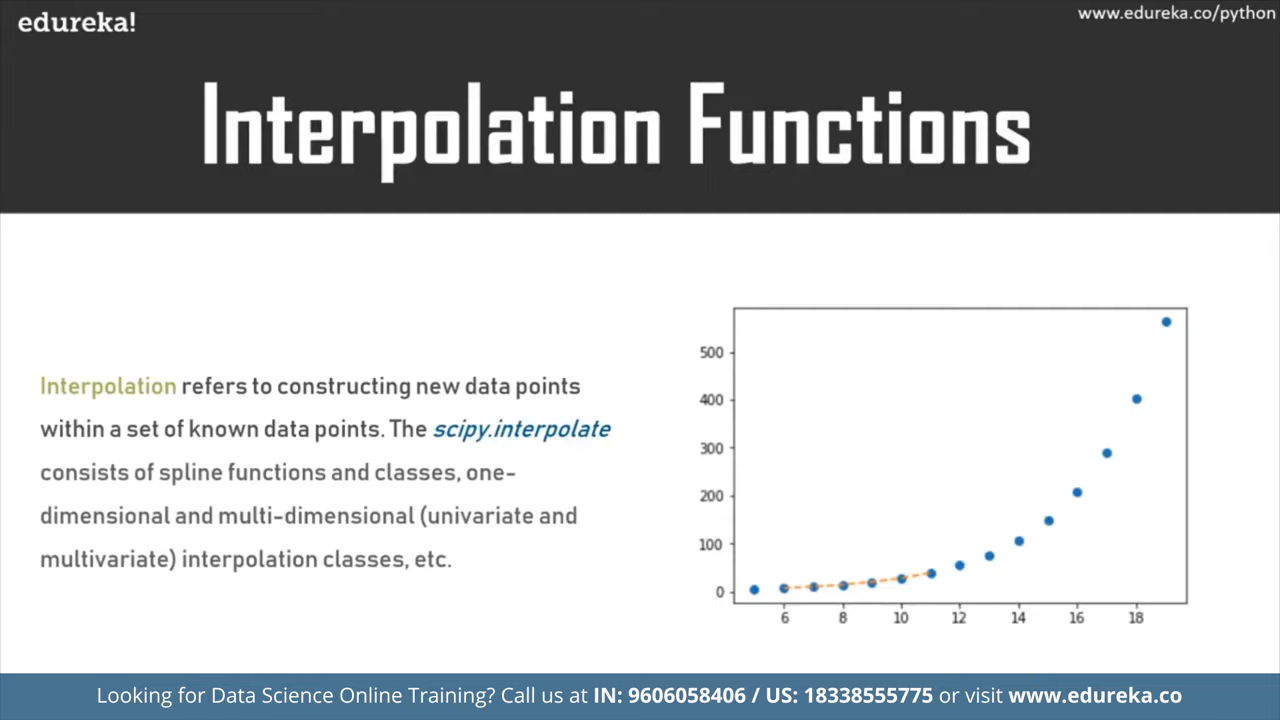 edureka!
www.edureka.co/python
Interpolation Functions
Interpolation refers to constructing new data points
within a set of known data points. The scipy.interpolate
consists of spline functions and classes, one-
dimensional and multi-dimensional (univariate and
multivariate) interpolation classes, etc.
500
400
300
200
100
0
6 8 10 12 14 16 18
Looking for Data Science Online Training? Call us at IN: 9606058406 / US: 18338555775 or visit www.edureka.co